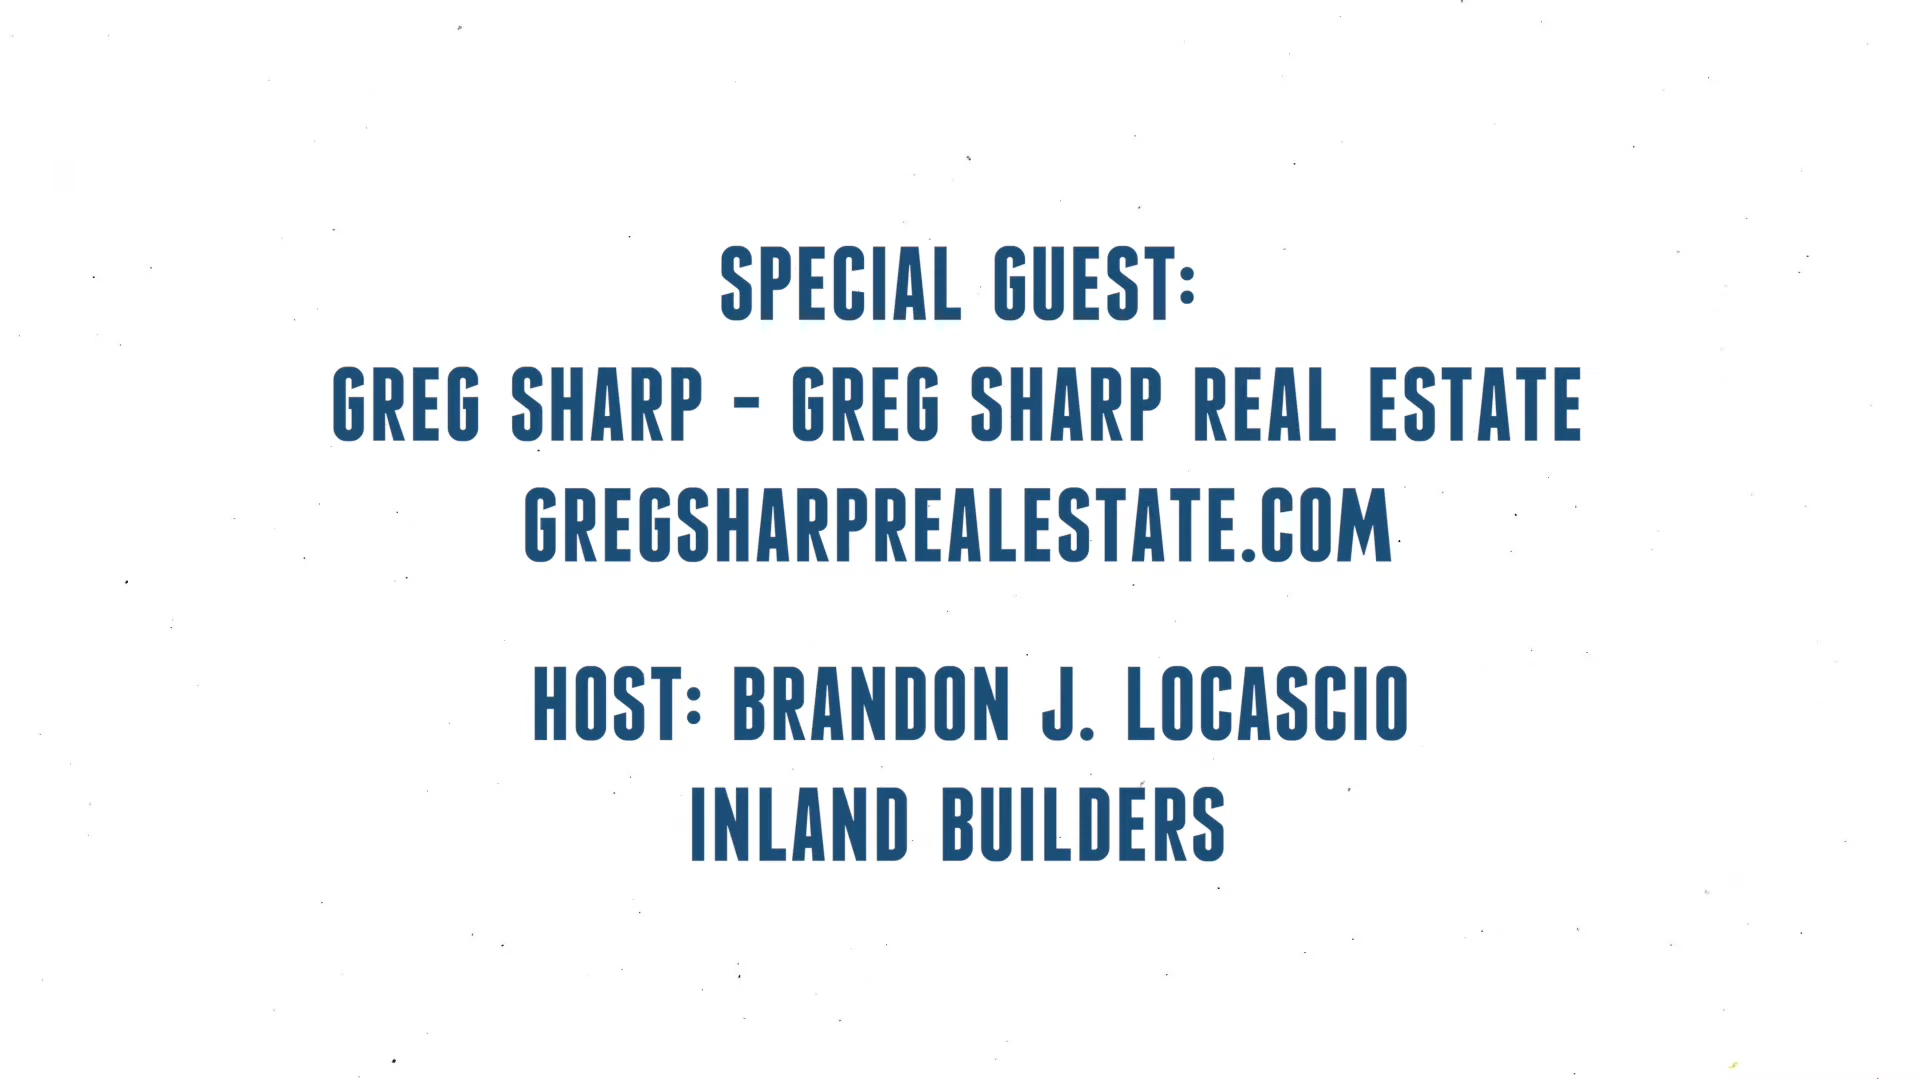 SPECIAL GUEST:
GREG SHARP - GREG SHARP REAL ESTATE
GREGSHARPREALESTATE.COM
HOST: BRANDON J. LOCASCIO
INLAND BUILDERS